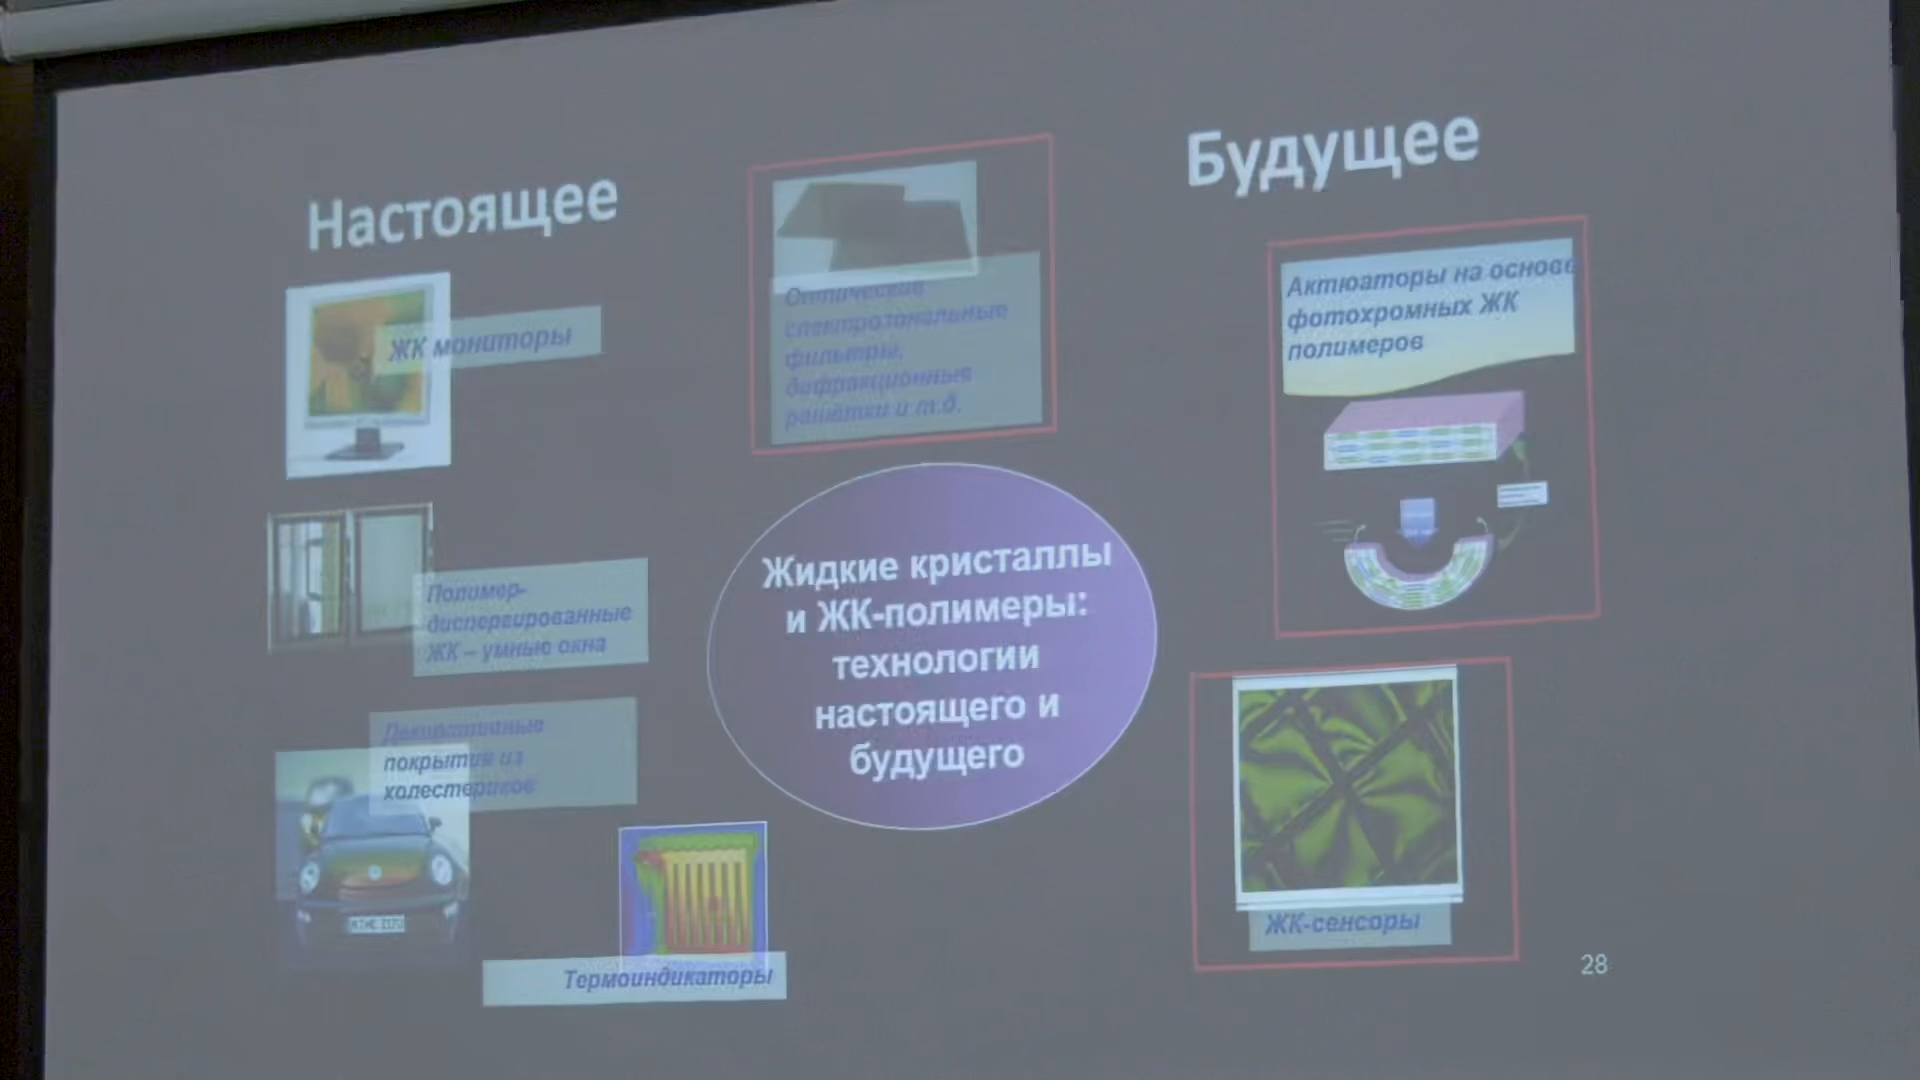 Настоящее
Будущее
ЖК мониторы
Полимер-
диспергированные
ЖК – умные окна
Декоративные
покрытия из
холестериков
Термоиндикаторы
Оптические
спектрозональные
фильтры,
дифракционные
решётки и т.д.
Жидкие кристаллы
и ЖК-полимеры:
технологии
настоящего и
будущего
Актюаторы на основе
фотохромных ЖК
полимеров
ЖК-сенсоры
28